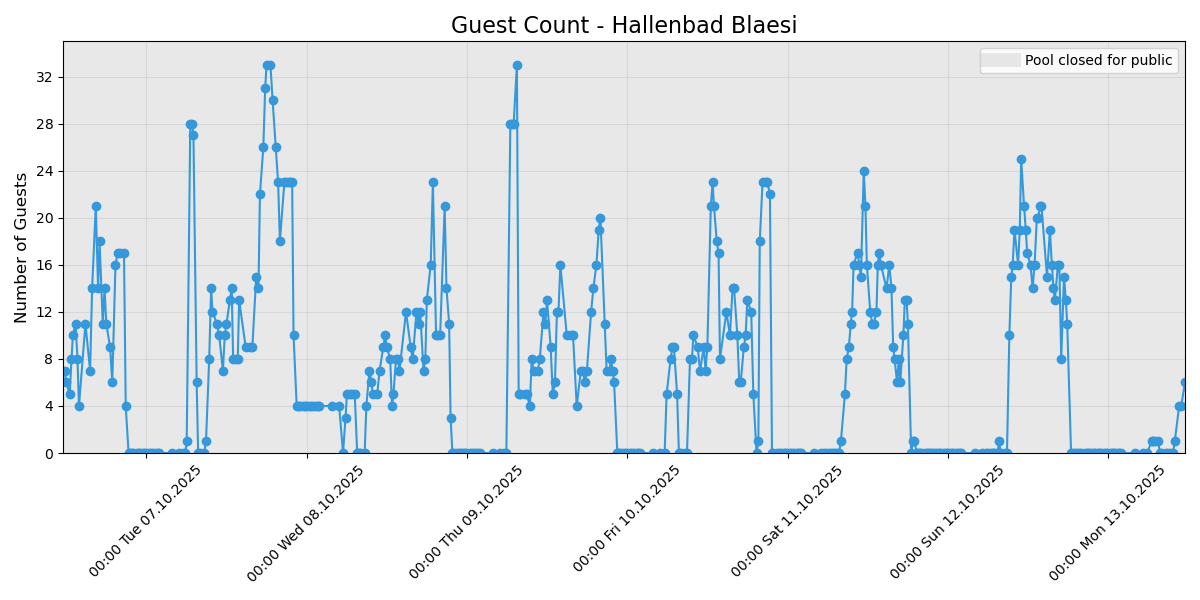 Guest Count - Hallenbad Blaesi
Pool closed for public
Number of Guests
32
28
24
20
16
12
8
4
0
00:00 Tue 07.10.2025
00:00 Wed 08.10.2025
00:00 Thu 09.10.2025
00:00 Fri 10.10.2025
00:00 Sat 11.10.2025
00:00 Sun 12.10.2025
00:00 Mon 13.10.2025